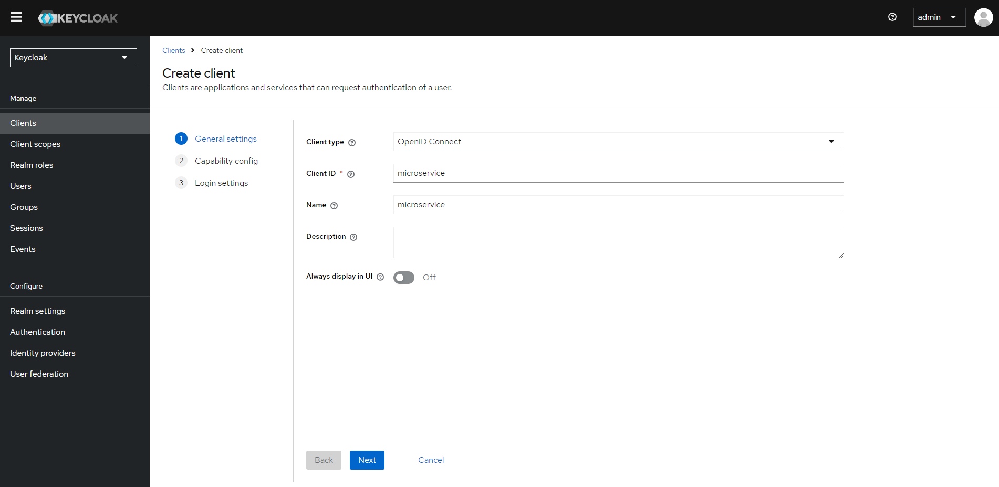 KEYCLOAK
admin
Keycloak
Manage
Clients
Client scopes
Realm roles
Users
Groups
Sessions
Events
Configure
Realm settings
Authentication
Identity providers
User federation
Clients > Create client
Create client
Clients are applications and services that can request authentication of a user.
1 General settings
2 Capability config
3 Login settings
Client type ? OpenID Connect
Client ID * ? microservice
Name ? microservice
Description ?
Always display in UI ? Off
Back Next Cancel